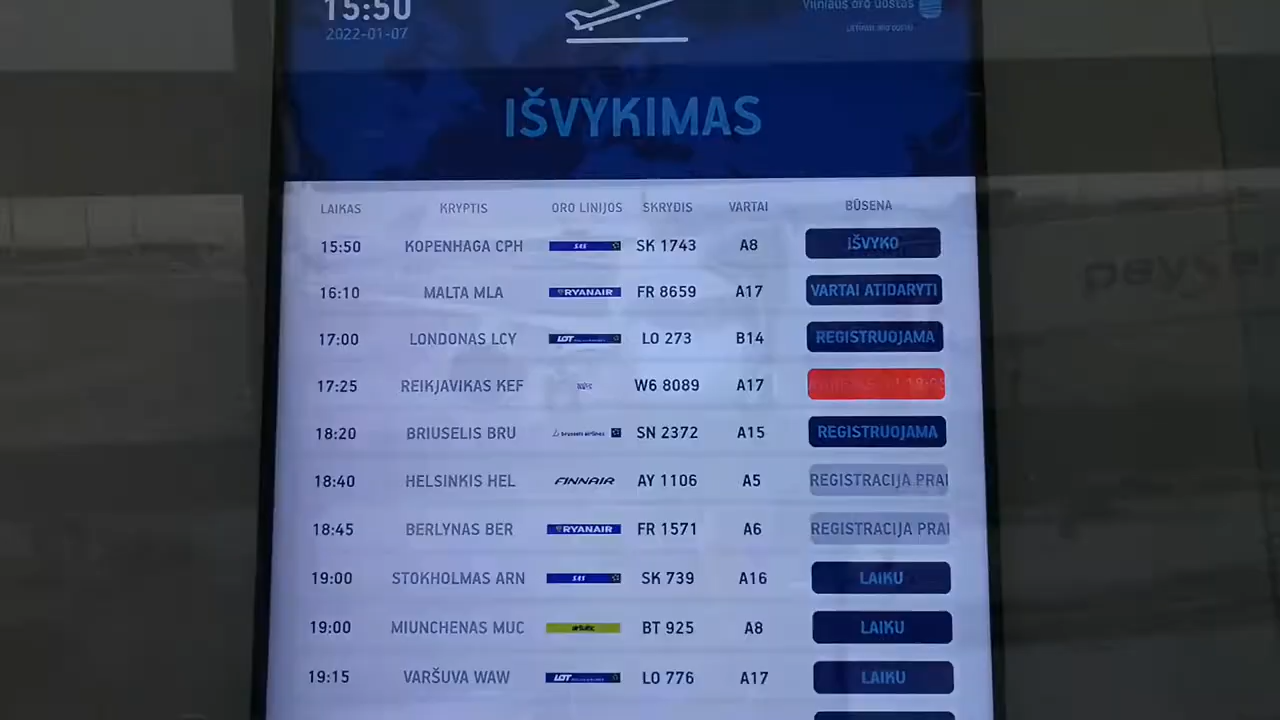 15:50
2022-01-07
Vilniaus oro uostas
IŠVYKIMAS
LAIKAS KRYPTIS ORO LINIJOS SKRYDIS VARTAI BŪSENA
15:50 KOPENHAGA CPH SAS SK 1743 A8 IŠVYKO
16:10 MALTA MLA RYANAIR FR 8659 A17 VARTAI ATIDARYTI
17:00 LONDONAS LCY LOT LO 273 B14 REGISTRUOJAMA
17:25 REIKJAVIKAS KEF W6 8089 A17
18:20 BRIUSELIS BRU brussels airlines SN 2372 A15 REGISTRUOJAMA
18:40 HELSINKIS HEL FINNAIR AY 1106 A5 REGISTRACIJA PRA
18:45 BERLYNAS BER RYANAIR FR 1571 A6 REGISTRACIJA PRA
19:00 STOKHOLMAS ARN SAS SK 739 A16 LAIKU
19:00 MIUNCHENAS MUC airBaltic BT 925 A8 LAIKU
19:15 VARŠUVA WAW LOT LO 776 A17 LAIKU